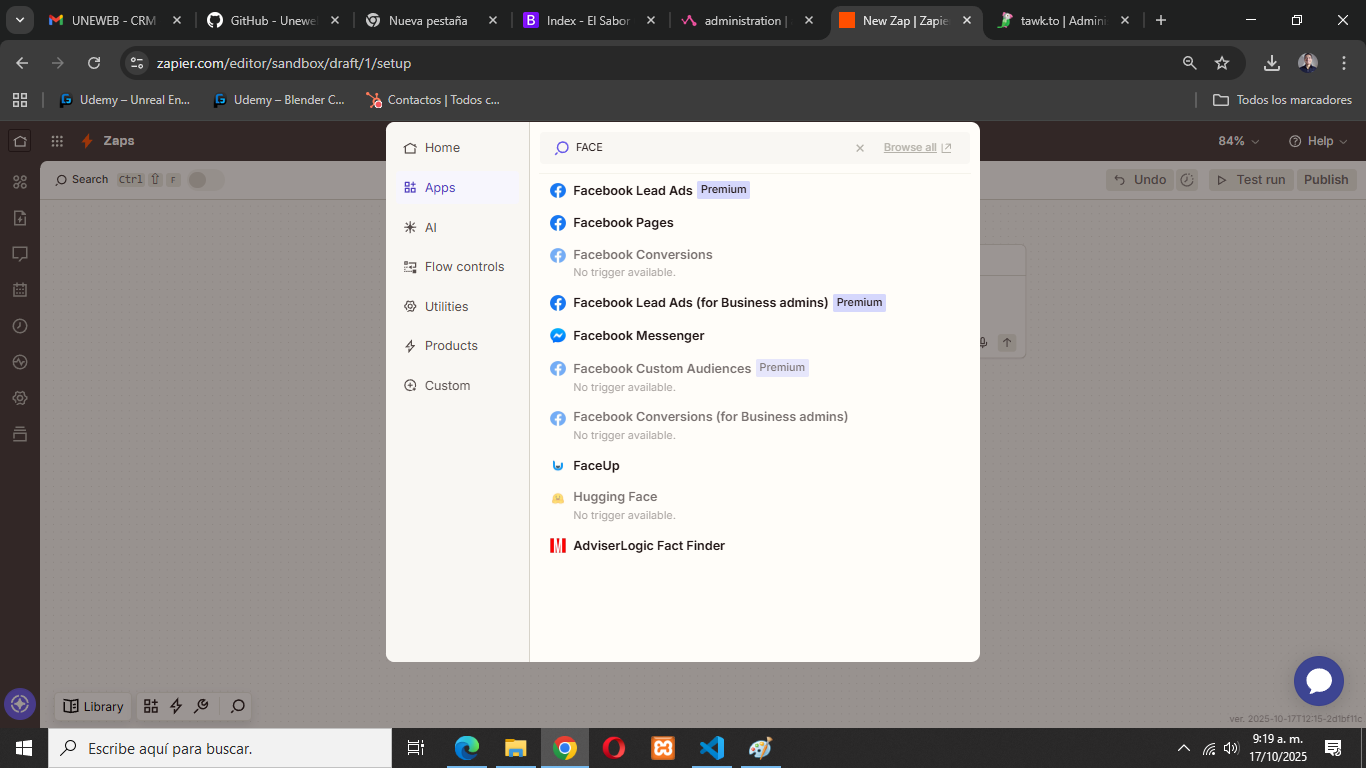 UNEWEB - CRM
GitHub - Unewe
Nueva pestaña
Index - El Sabor
administration |
New Zap | Zapie
tawk.to | Admini
zapier.com/editor/sandbox/draft/1/setup
Udemy – Unreal En...
Udemy – Blender C...
Contactos | Todos c...
Todos los marcadores
Zaps
84%
Help
Search
Ctrl
F
Undo
Test run
Publish
Home
Apps
AI
Flow controls
Utilities
Products
Custom
FACE
Browse all
Facebook Lead Ads Premium
Facebook Pages
Facebook Conversions
No trigger available.
Facebook Lead Ads (for Business admins) Premium
Facebook Messenger
Facebook Custom Audiences Premium
No trigger available.
Facebook Conversions (for Business admins)
No trigger available.
FaceUp
Hugging Face
No trigger available.
AdviserLogic Fact Finder
Library
ver. 2025-10-17T12:15-2d1bf11c
Escribe aquí para buscar.
9:19 a. m.
17/10/2025